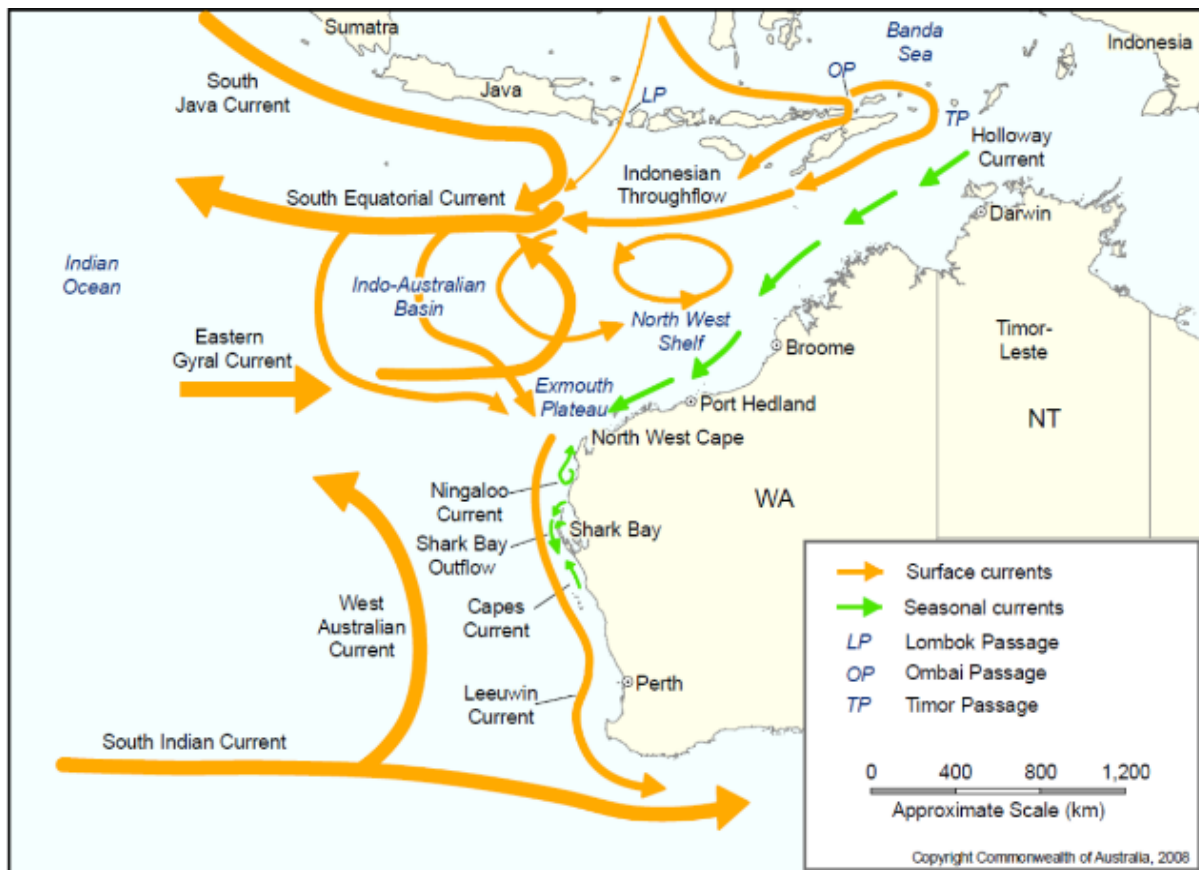 Sumatra
Banda
Sea
Indonesia
South
Java Current
Java
LP
OP
TP
Holloway
Current
Indonesian
Throughflow
South Equatorial Current
Darwin
Indian
Ocean
Indo-Australian
Basin
North West
Shelf
Eastern
Gyral Current
Broome
Timor-
Leste
Exmouth
Plateau
Port Hedland
NT
North West Cape
Ningaloo
Current
WA
Shark Bay
Shark Bay
Outflow
West
Australian
Current
Capes
Current
Leeuwin
Current
Perth
South Indian Current
Surface currents
Seasonal currents
LP Lombok Passage
OP Ombai Passage
TP Timor Passage
0 400 800 1,200
Approximate Scale (km)
Copyright Commonwealth of Australia, 2008